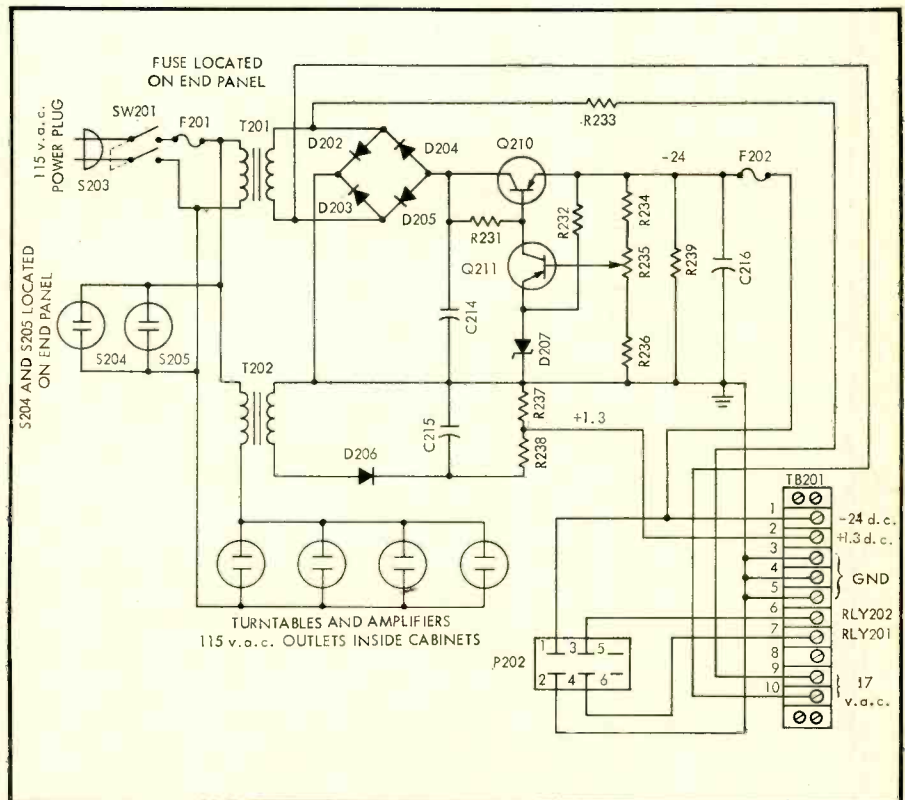 FUSE LOCATED
ON END PANEL
SW201
F201
T201
115 v.a.c.
POWER PLUG
S203
D202
D204
D203
D205
Q210
R233
-24
F202
R231
R232
R234
R235
R239
C216
Q211
C214
D207
R236
S204 AND S205 LOCATED
ON END PANEL
S204
S205
T202
C215
R237
+1.3
R238
D206
TB201
1
-24 d.c.
2
+1.3 d.c.
3
4
GND
5
6
RLY202
7
RLY201
8
9
17
10
v.a.c.
TURNTABLES AND AMPLIFIERS
115 v.a.c. OUTLETS INSIDE CABINETS
P202
1 3 5
2 4 6